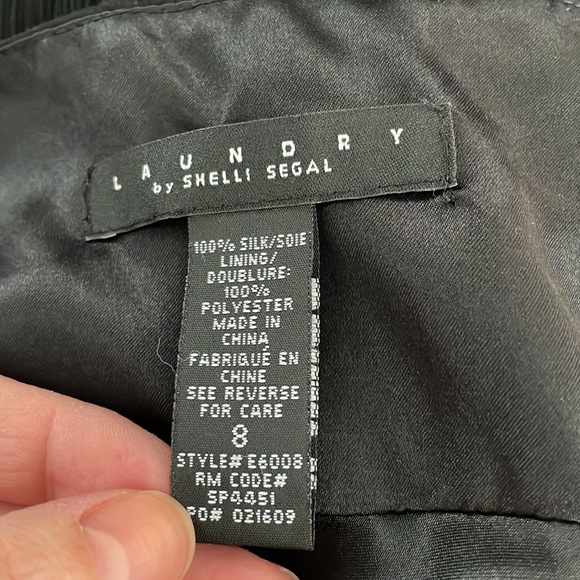 LAUNDRY
by SHELLI SEGAL
100% SILK/SOIE
LINING/
DOUBLURE:
100%
POLYESTER
MADE IN
CHINA
FABRIQUÉ EN
CHINE
SEE REVERSE
FOR CARE
8
STYLE# E6008
RM CODE#
SP4451
PO# 021609